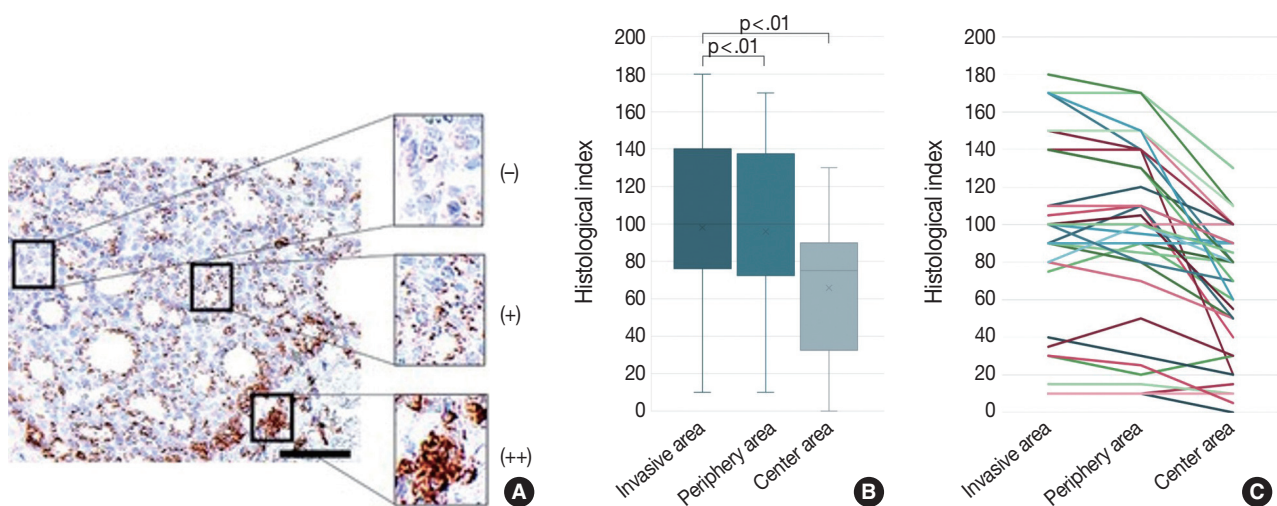 (–)
(+)
(++)
A
Histological index
200
180
160
140
120
100
80
60
40
20
0
p<.01
p<.01
Invasive area
Periphery area
Center area
B
Histological index
200
180
160
140
120
100
80
60
40
20
0
Invasive area
Periphery area
Center area
C